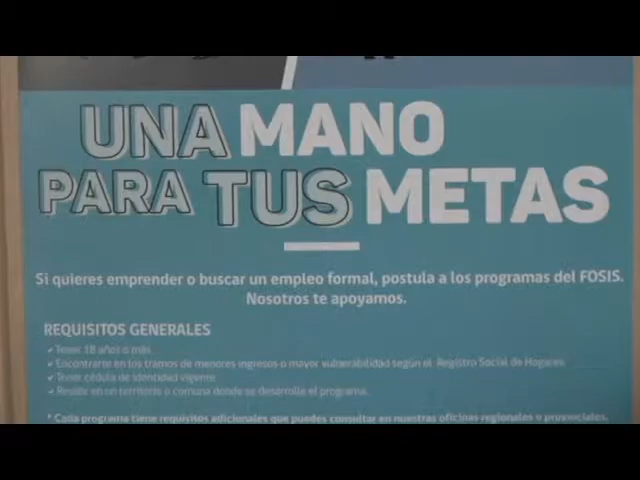 UNA MANO
PARA TUS METAS
Si quieres emprender o buscar un empleo formal, postula a los programas del FOSIS.
Nosotros te apoyamos.
REQUISITOS GENERALES
✓ Tener 18 años o más.
✓ Encontrarte en los tramos de menores ingresos o mayor vulnerabilidad según el Registro Social de Hogares.
✓ Tener cédula de identidad vigente.
✓ Residir en un territorio o comuna donde se desarrolle el programa.
* Cada programa tiene requisitos adicionales que puedes consultar en nuestras oficinas regionales o provinciales.